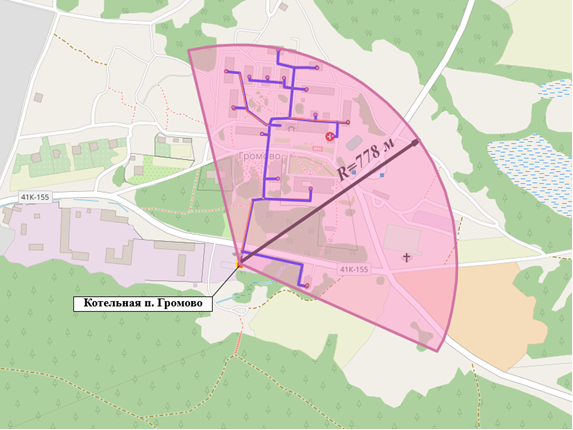 R=778 м
Громово
41К-155
41К-155
Котельная п. Громово